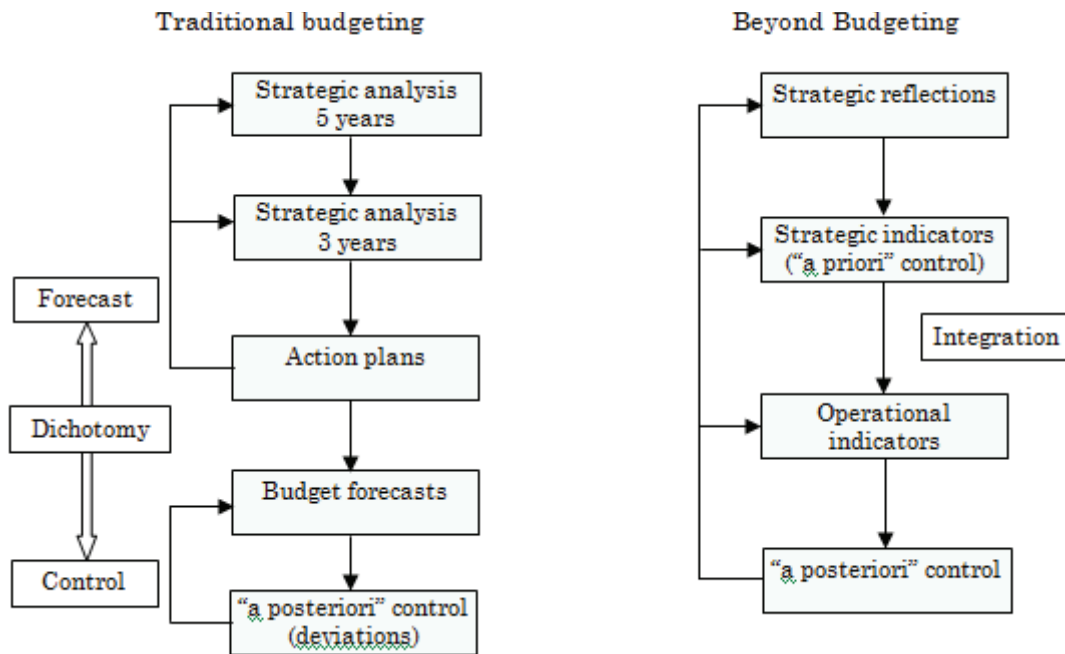 Traditional budgeting
Strategic analysis
5 years
Strategic analysis
3 years
Forecast
Action plans
Dichotomy
Budget forecasts
Control
“a posteriori” control
(deviations)
Beyond Budgeting
Strategic reflections
Strategic indicators
(“a priori” control)
Integration
Operational
indicators
“a posteriori” control